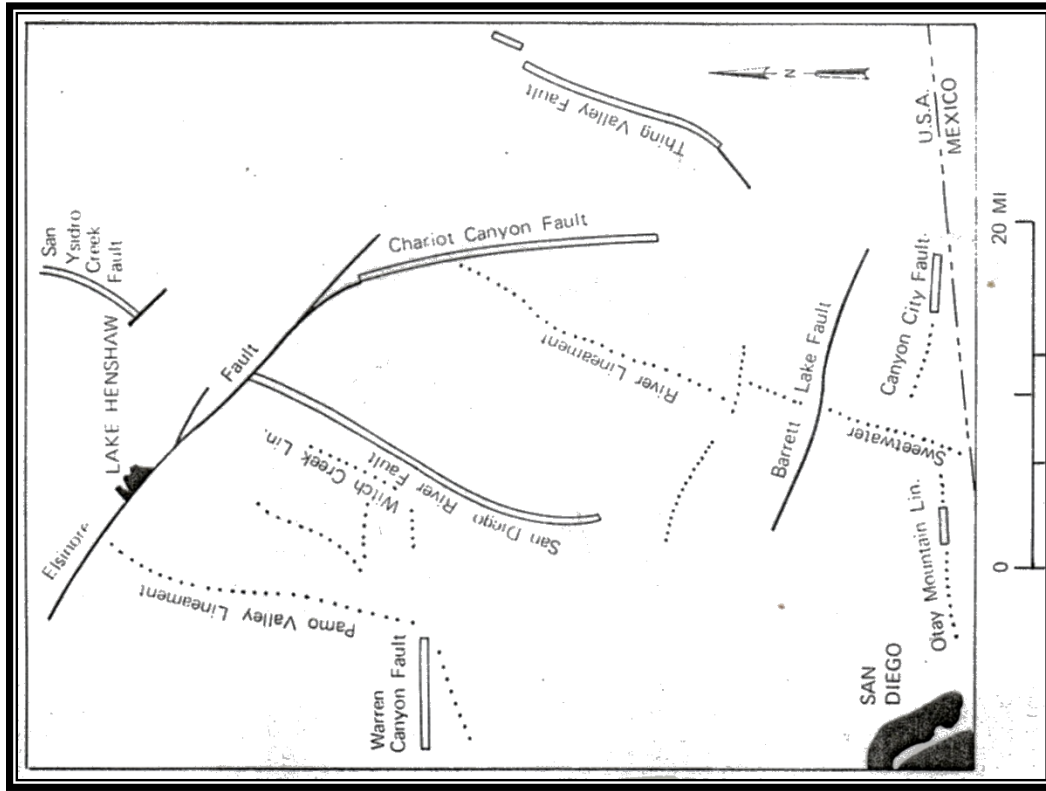 San
Ysidro
Creek
Fault
LAKE HENSHAW
Elsinore
Fault
Chariot Canyon Fault
Thing Valley Fault
N
River Lineament
Sweetwater
Witch Creek Lin.
San Diego
River Fault
Pamo Valley Lineament
Warren
Canyon Fault
Barrett Lake Fault
Canyon City Fault
Otay Mountain Lin.
SAN
DIEGO
U.S.A.
MEXICO
0
20 MI